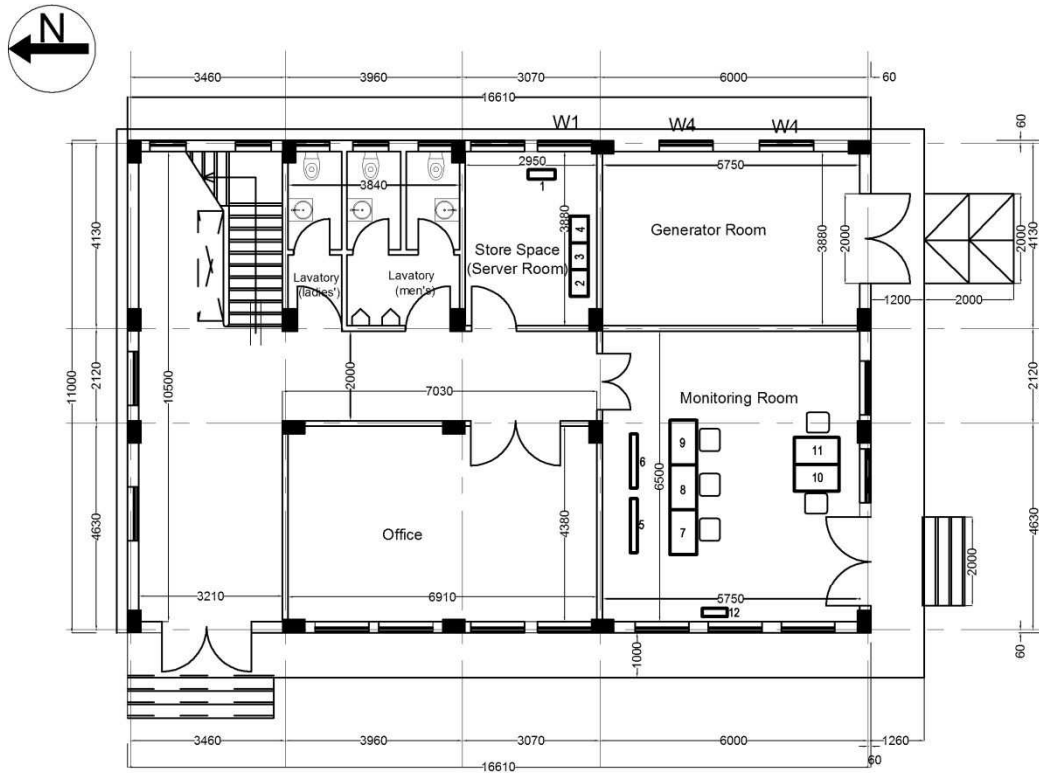 N
3460 3960 3070 6000 60
16610
W1 W4 W1
60
2950 5750
3840
1
4130 3880 3880 2000 2000 4130
4
3
2
Store Space
(Server Room)
Generator Room
Lavatory
(ladies')
Lavatory
(men's)
1200 2000
11000 10500 2120 2000 7030 2120 11000
Monitoring Room
9
8
7
6
5
11
10
6500
4630 4380 2000 4630
Office
3210 6910 5750
12
1000
60
3460 3960 3070 6000 1260
60
16610